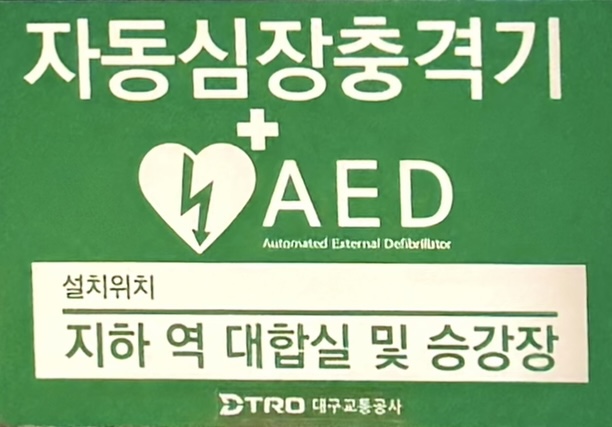 자동심장충격기
AED
Automated External Defibrillator
설치위치
지하 역 대합실 및 승강장
DTRO 대구교통공사